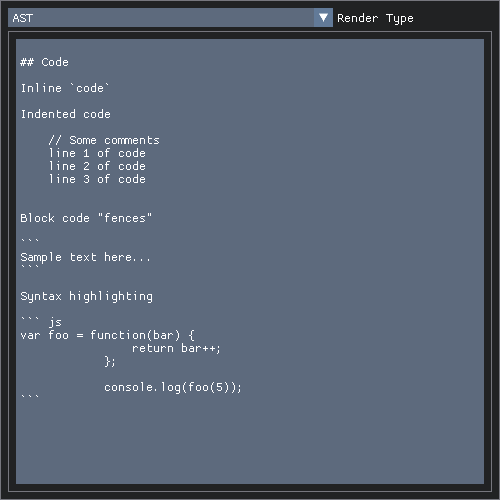 AST ▼ Render Type
## Code
Inline `code`
Indented code
    // Some comments
    line 1 of code
    line 2 of code
    line 3 of code
Block code "fences"
```
Sample text here...
```
Syntax highlighting
``` js
var foo = function(bar) {
                return bar++;
            };
            console.log(foo(5));
```